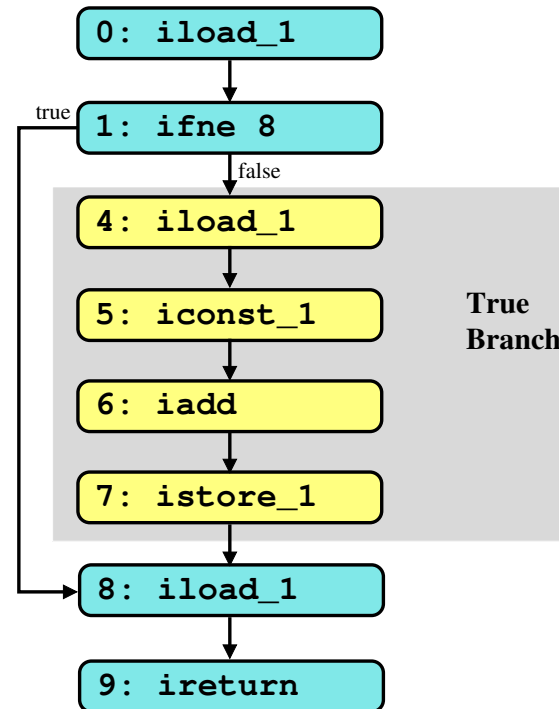 0: iload_1
true
1: ifne 8
false
4: iload_1
5: iconst_1
True
Branch
6: iadd
7: istore_1
8: iload_1
9: ireturn